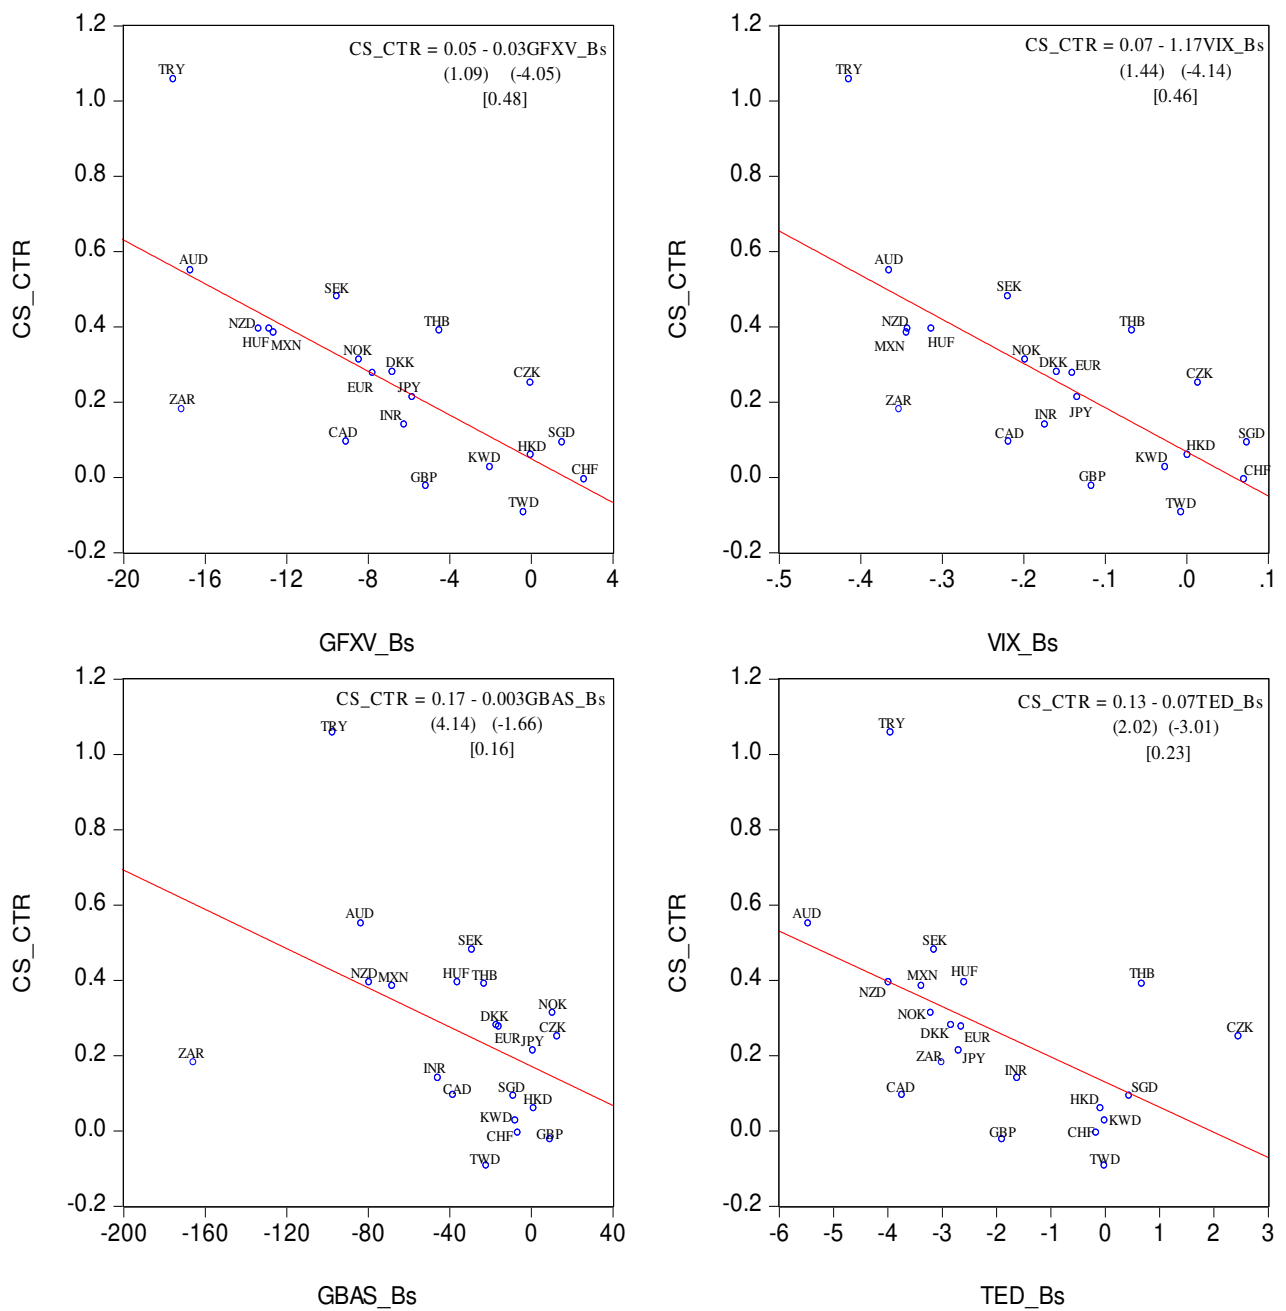 1.2
1.0
0.8
0.6
0.4
0.2
0.0
-0.2
CS_CTR
CS_CTR = 0.05 - 0.03GFXV_Bs
(1.09) (-4.05)
[0.48]
TRY
AUD
SEK
NZD
HUF
MXN
THB
NOK
DKK
EUR
JPY
CZK
ZAR
INR
CAD
SGD
HKD
KWD
CHF
GBP
TWD
-20 -16 -12 -8 -4 0 4
GFXV_Bs
1.2
1.0
0.8
0.6
0.4
0.2
0.0
-0.2
CS_CTR
CS_CTR = 0.07 - 1.17VIX_Bs
(1.44) (-4.14)
[0.46]
TRY
AUD
SEK
NZD
MXN
HUF
THB
NOK
DKK
EUR
CZK
ZAR
JPY
INR
CAD
SGD
HKD
KWD
CHF
GBP
TWD
-.5 -.4 -.3 -.2 -.1 .0 .1
VIX_Bs
1.2
1.0
0.8
0.6
0.4
0.2
0.0
-0.2
CS_CTR
CS_CTR = 0.17 - 0.003GBAS_Bs
(4.14) (-1.66)
[0.16]
TRY
AUD
SEK
NZD
MXN
HUF
THB
NOK
DKK
CZK
EUR
JPY
ZAR
INR
CAD
SGD
HKD
KWD
CHF
GBP
TWD
-200 -160 -120 -80 -40 0 40
GBAS_Bs
1.2
1.0
0.8
0.6
0.4
0.2
0.0
-0.2
CS_CTR
CS_CTR = 0.13 - 0.07TED_Bs
(2.02) (-3.01)
[0.23]
TRY
AUD
SEK
MXN
HUF
THB
NZD
NOK
DKK
EUR
CZK
ZAR
JPY
INR
CAD
SGD
HKD
KWD
GBP
CHF
TWD
-6 -5 -4 -3 -2 -1 0 1 2 3
TED_Bs